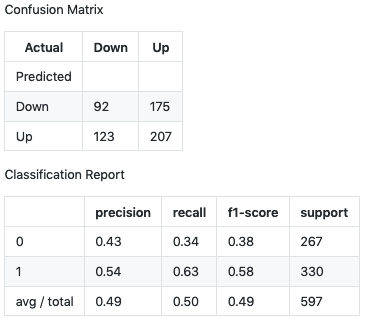 Confusion Matrix
Actual Down Up
Predicted
Down 92 175
Up 123 207
Classification Report
precision recall f1-score support
0 0.43 0.34 0.38 267
1 0.54 0.63 0.58 330
avg / total 0.49 0.50 0.49 597